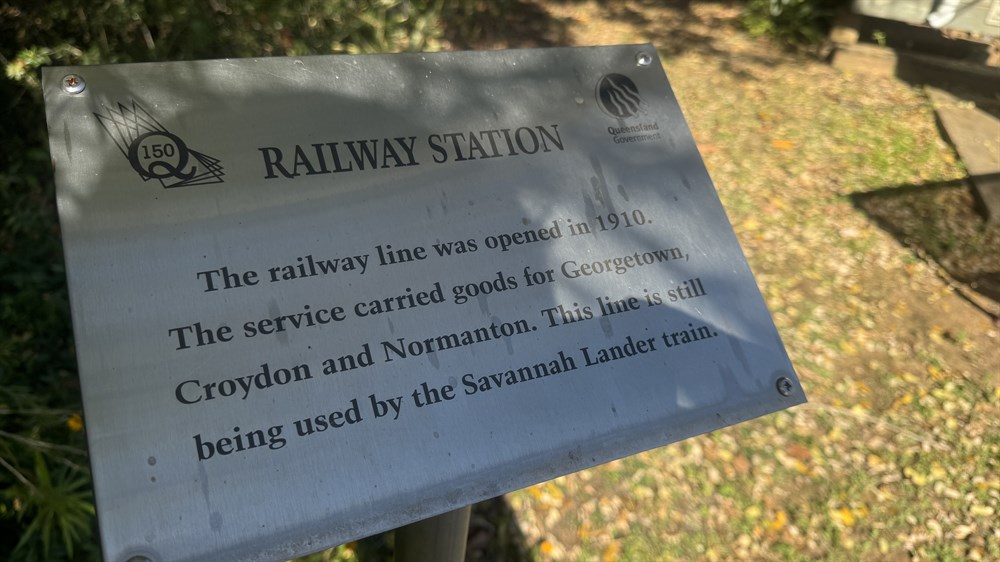 Q150
Queensland
Government
RAILWAY STATION
The railway line was opened in 1910.
The service carried goods for Georgetown,
Croydon and Normanton. This line is still
being used by the Savannah Lander train.